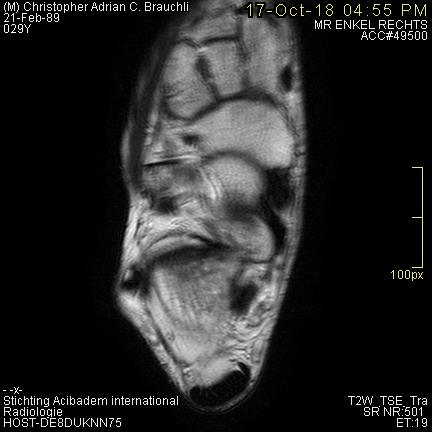 (M) Christopher Adrian C. Brauchli
21-Feb-89
029Y
17-Oct-18 04:55 PM
MR ENKEL RECHTS
ACC#49500
100px
--x-
Stichting Acibadem international
Radiologie
HOST-DE8DUKNN75
T2W_TSE_Tra
SR NR:501
ET:19